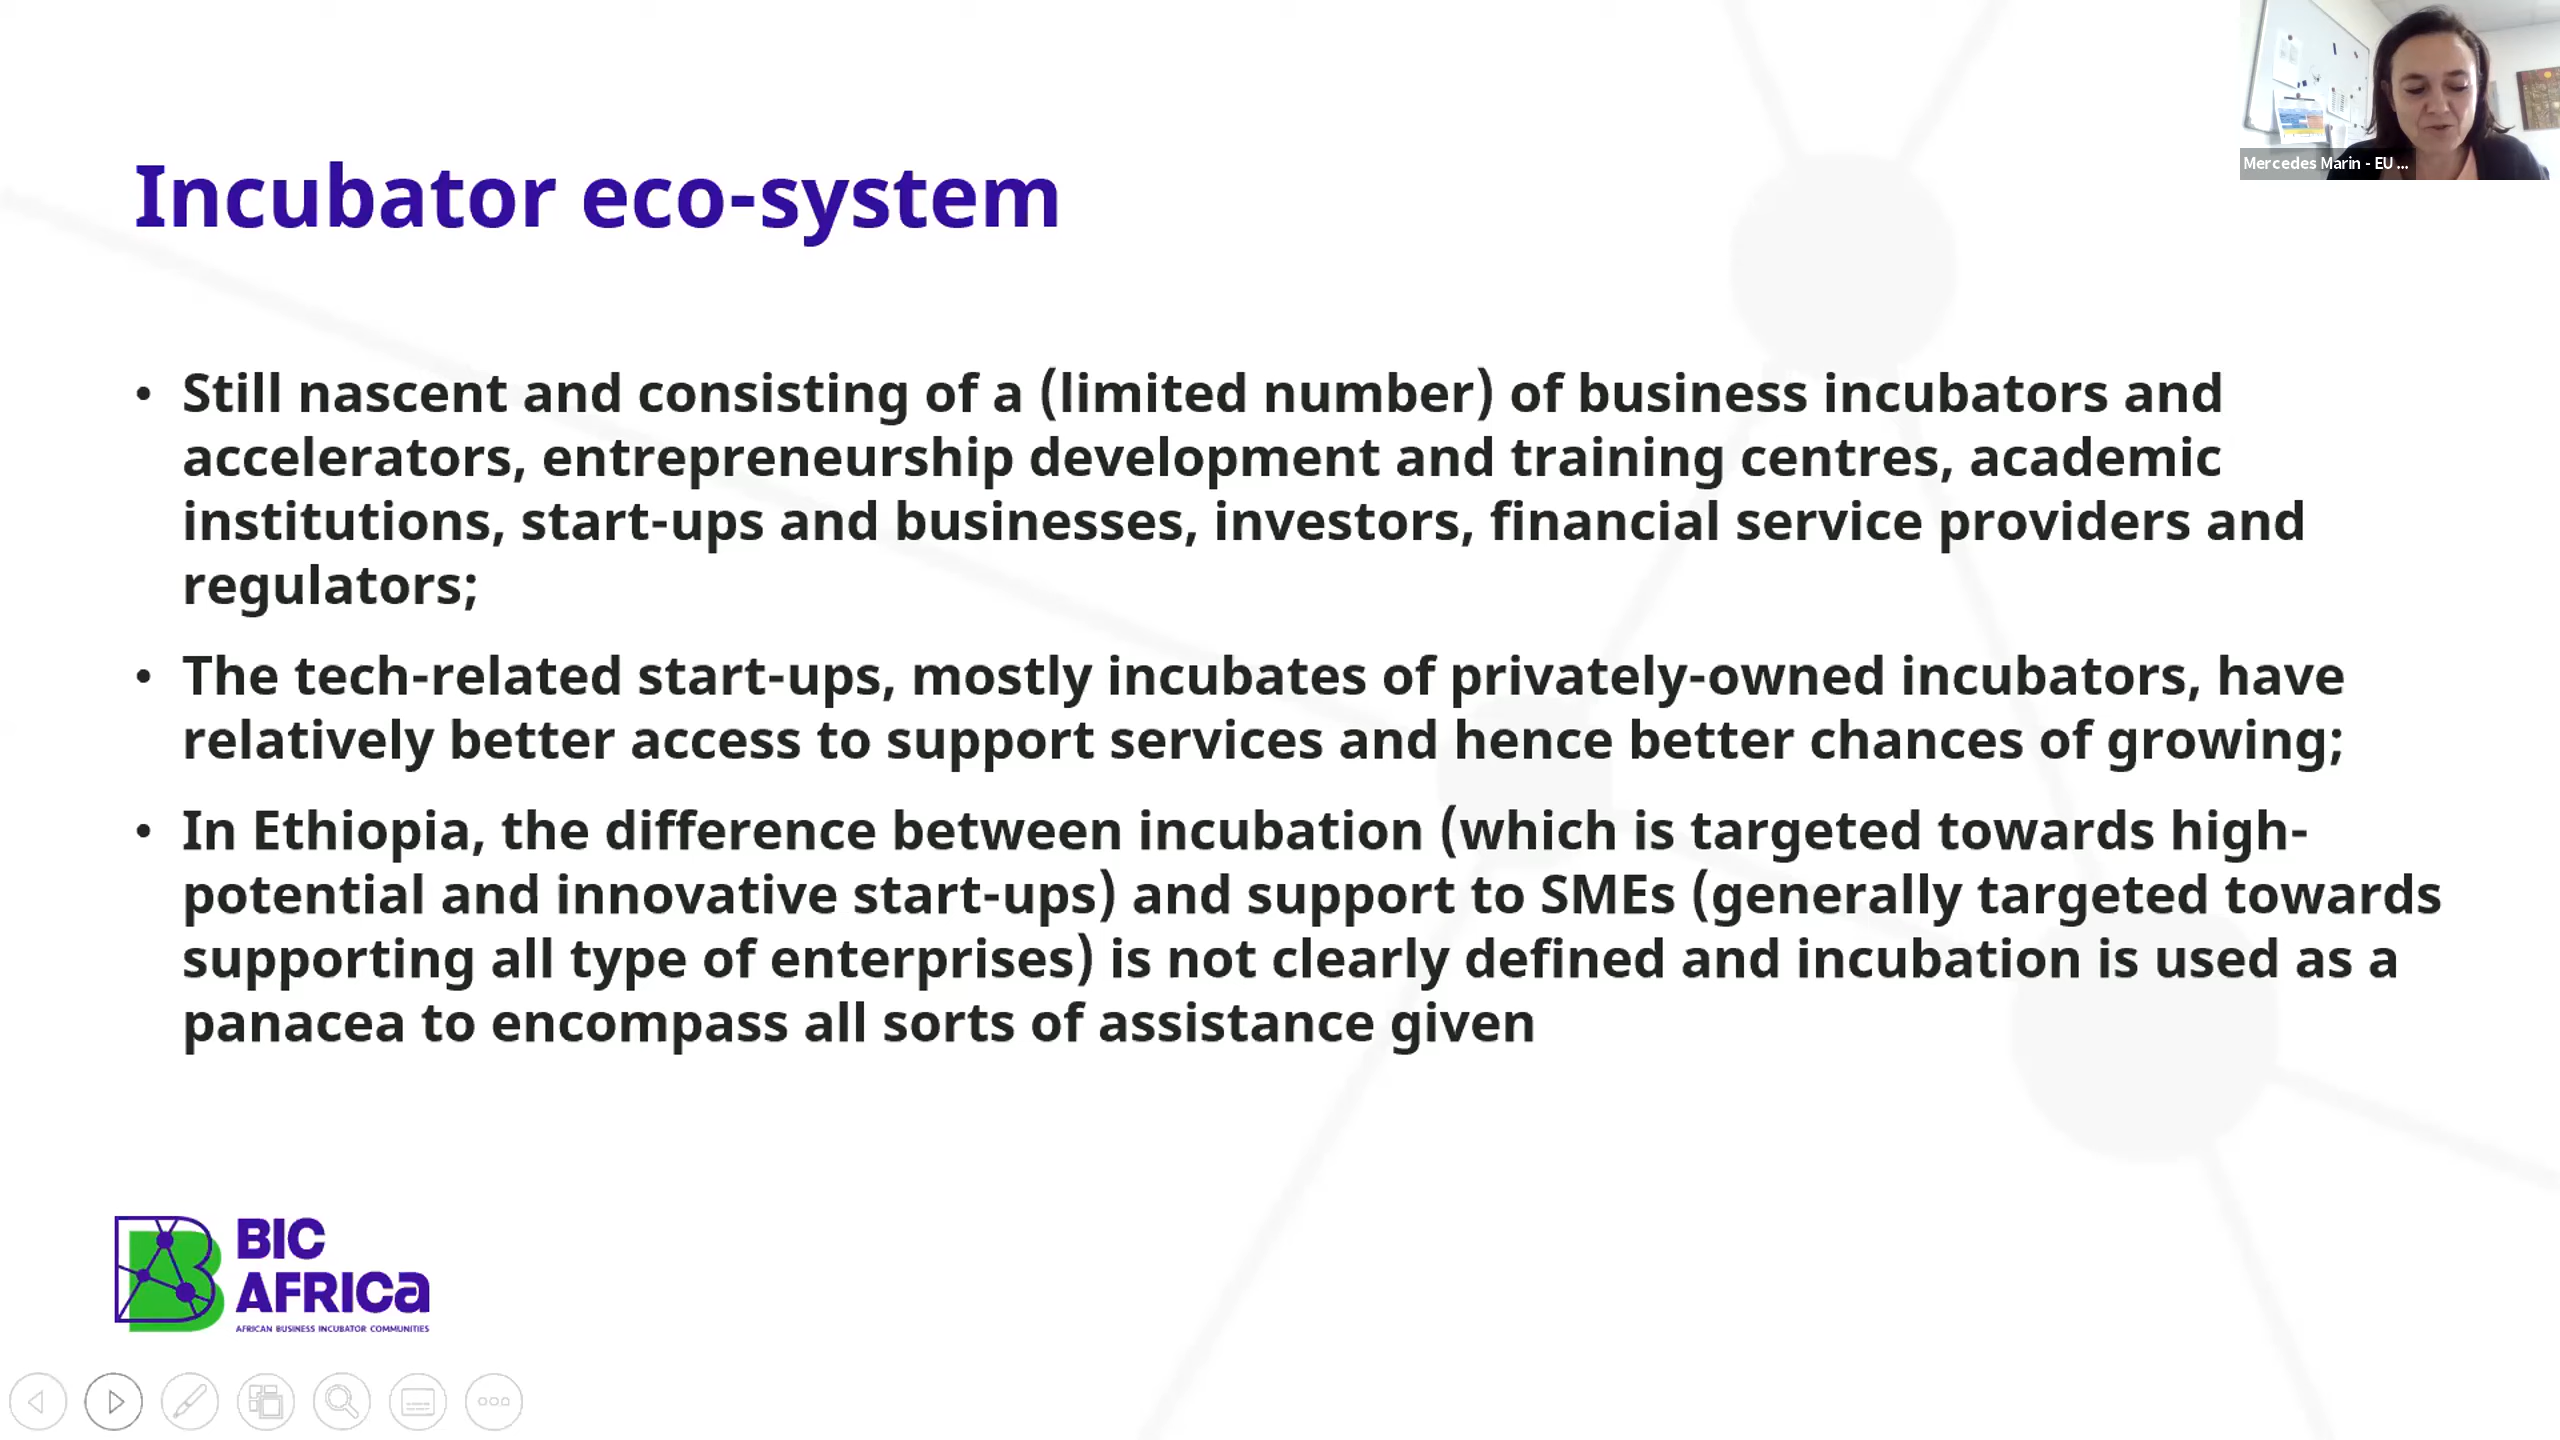 Mercedes Marin - EU ...
Incubator eco-system
• Still nascent and consisting of a (limited number) of business incubators and
accelerators, entrepreneurship development and training centres, academic
institutions, start-ups and businesses, investors, financial service providers and
regulators;
• The tech-related start-ups, mostly incubates of privately-owned incubators, have
relatively better access to support services and hence better chances of growing;
• In Ethiopia, the difference between incubation (which is targeted towards high-
potential and innovative start-ups) and support to SMEs (generally targeted towards
supporting all type of enterprises) is not clearly defined and incubation is used as a
panacea to encompass all sorts of assistance given
BIC
AFRICA
AFRICAN BUSINESS INCUBATOR COMMUNITIES